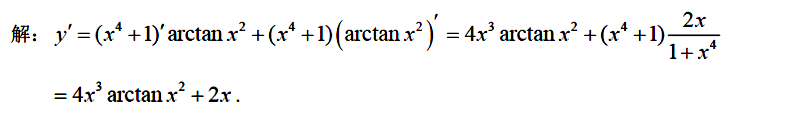 解：y′ = (x⁴ + 1)′ arctan x² + (x⁴ + 1)(arctan x²)′ = 4x³ arctan x² + (x⁴ + 1) 2x/(1 + x⁴)
= 4x³ arctan x² + 2x .